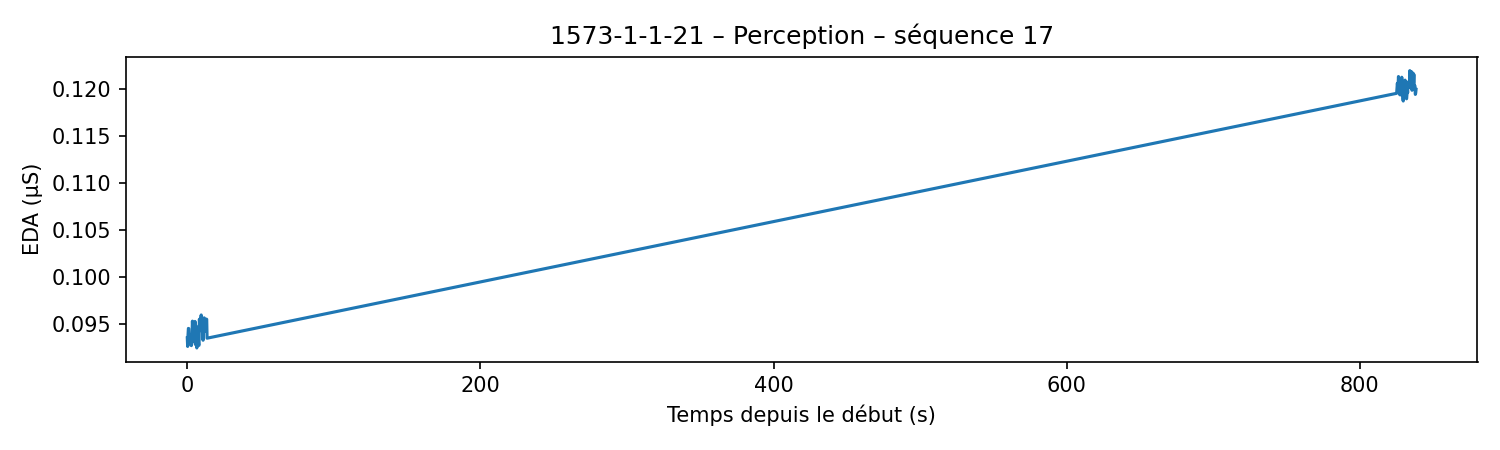 1573-1-1-21 – Perception – séquence 17
EDA (µS)
0.120
0.115
0.110
0.105
0.100
0.095
0 200 400 600 800
Temps depuis le début (s)